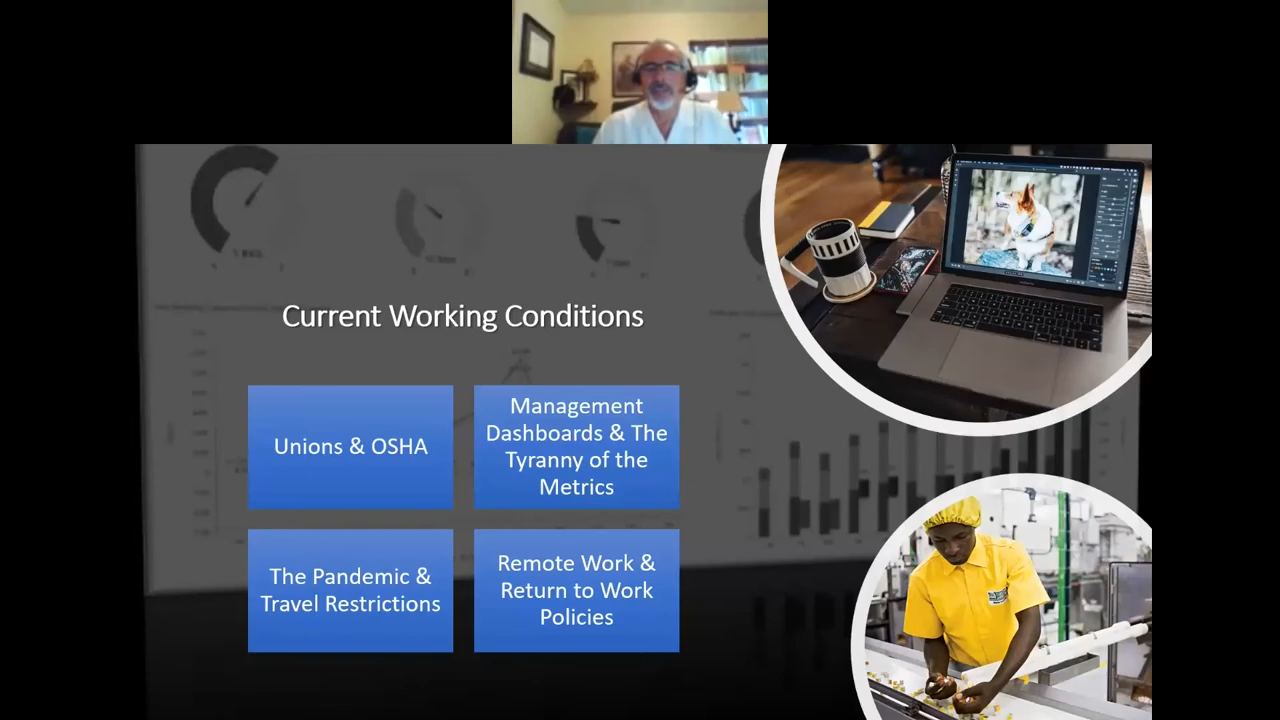 Current Working Conditions
Unions & OSHA
Management
Dashboards & The
Tyranny of the
Metrics
The Pandemic &
Travel Restrictions
Remote Work &
Return to Work
Policies